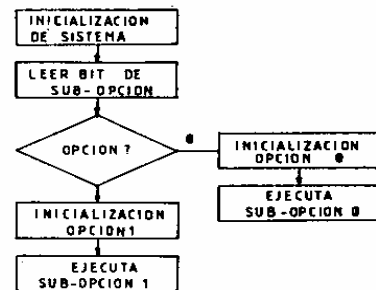 INICIALIZACION
DE SISTEMA
LEER BIT DE
SUB-OPCION
OPCION ?
0
INICIALIZACION
OPCION 0
EJECUTA
SUB-OPCION 0
INICIALIZACION
OPCION1
EJECUTA
SUB-OPCION 1